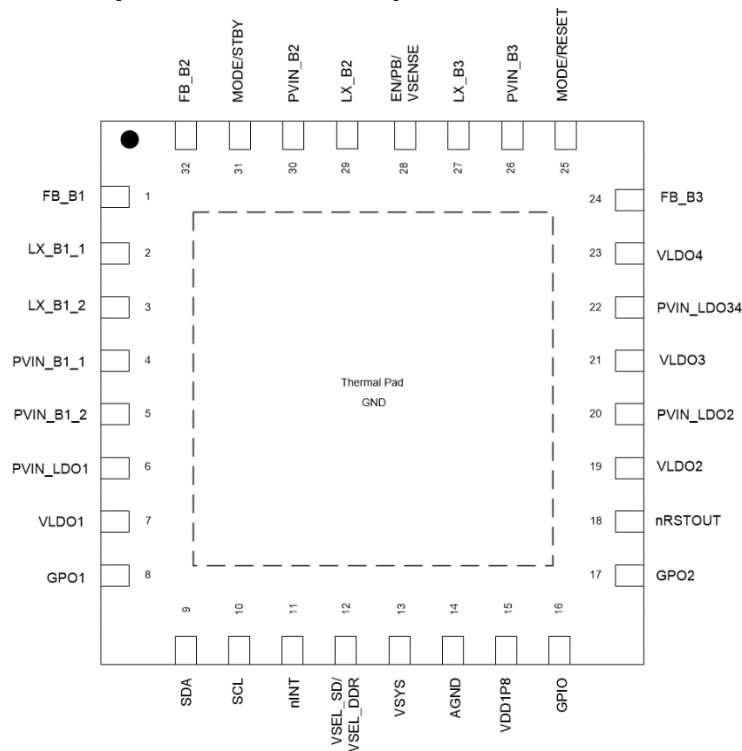 FB_B2
MODE/STBY
PVIN_B2
LX_B2
EN/PB/
VSENSE
LX_B3
PVIN_B3
MODE/RESET
32
31
30
29
28
27
26
25
FB_B1
1
LX_B1_1
2
LX_B1_2
3
PVIN_B1_1
4
PVIN_B1_2
5
PVIN_LDO1
6
VLDO1
7
GPO1
8
Thermal Pad
GND
24
FB_B3
23
VLDO4
22
PVIN_LDO34
21
VLDO3
20
PVIN_LDO2
19
VLDO2
18
nRSTOUT
17
GPO2
9
10
11
12
13
14
15
16
SDA
SCL
nINT
VSEL_SD/
VSEL_DDR
VSYS
AGND
VDD1P8
GPIO